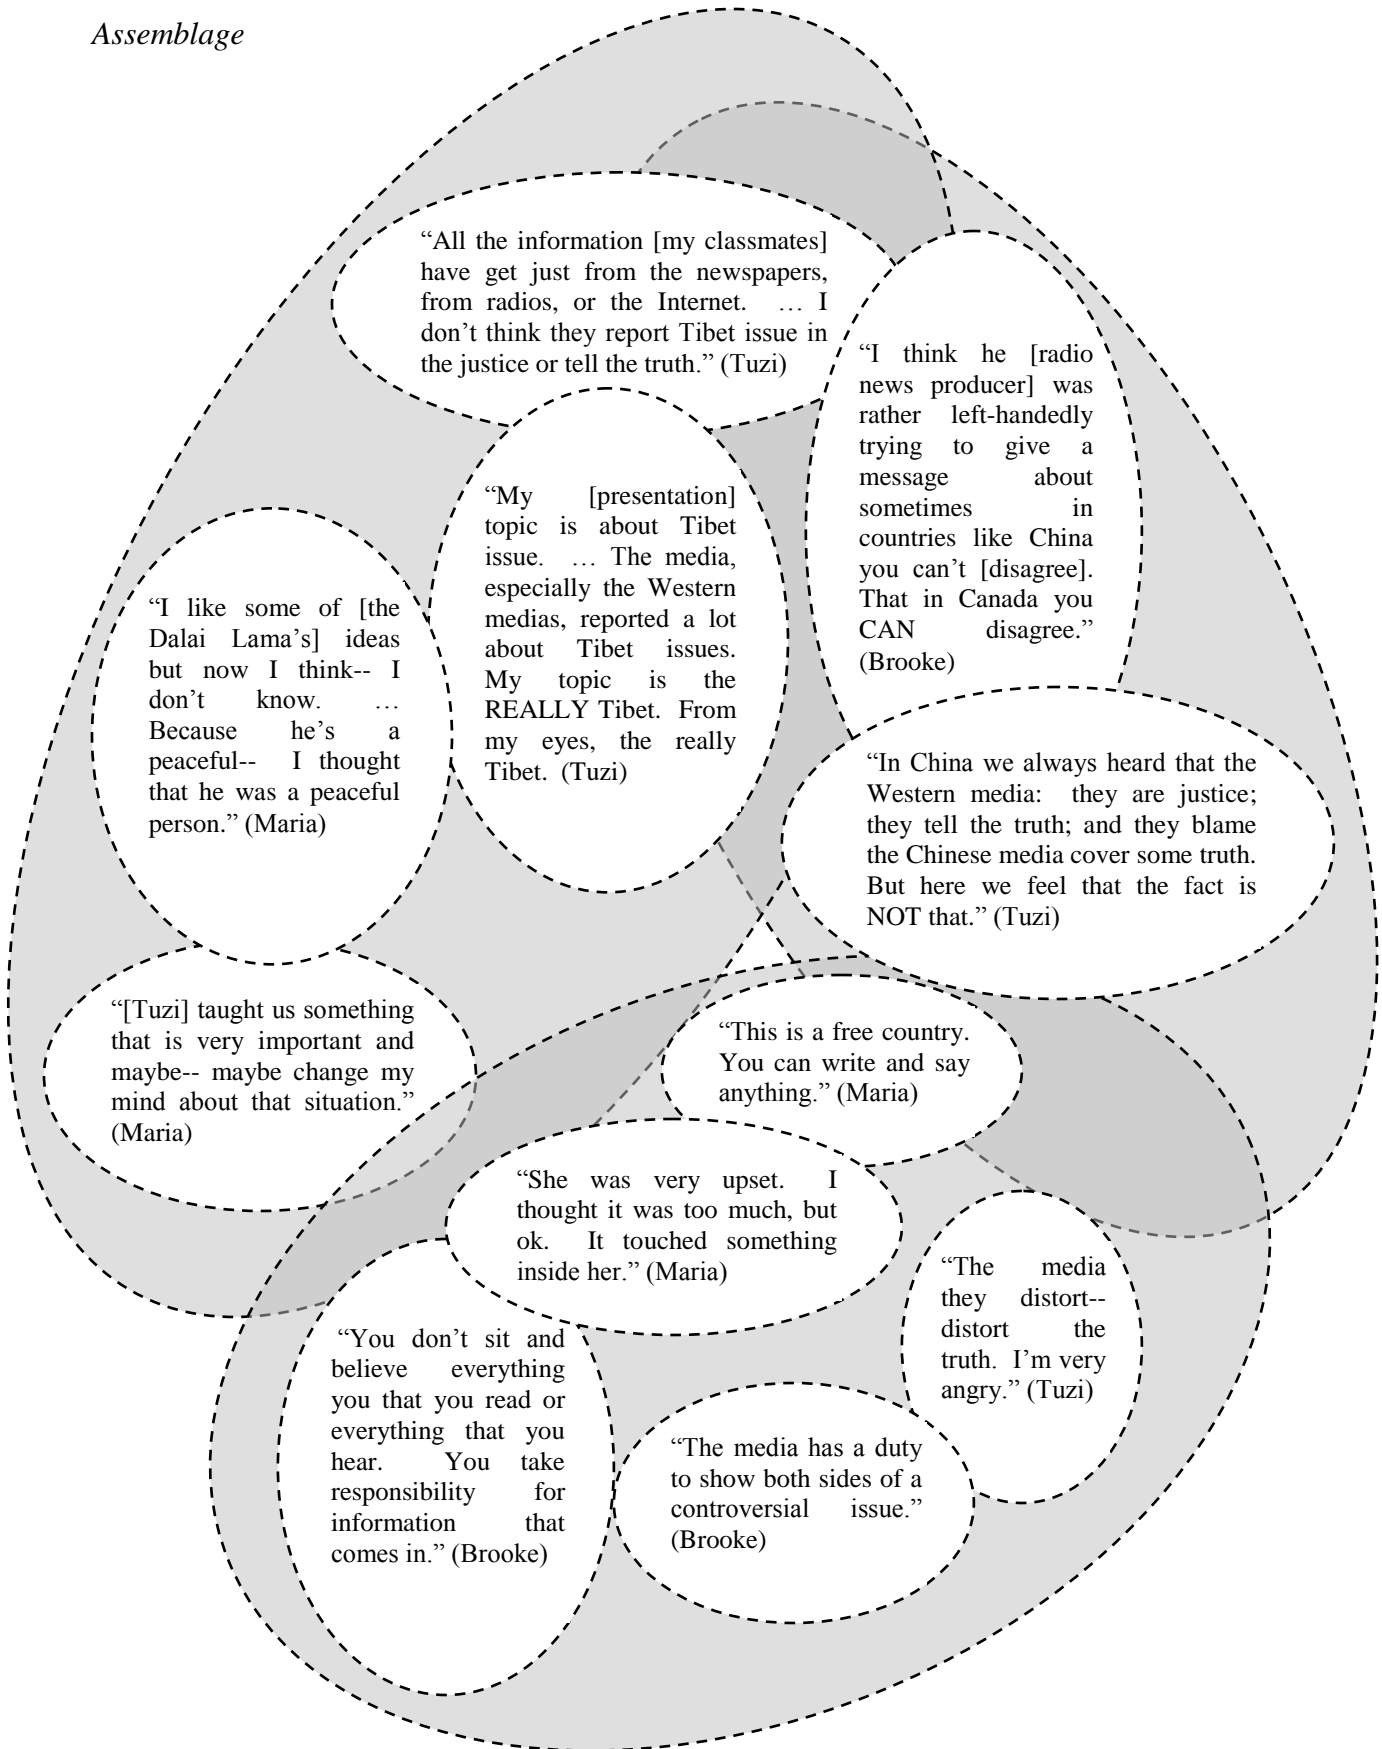 Assemblage
“All the information [my classmates]
have get just from the newspapers,
from radios, or the Internet. … I
don’t think they report Tibet issue in
the justice or tell the truth.” (Tuzi)
“I think he [radio
news producer] was
rather left-handedly
trying to give a
message about
sometimes in
countries like China
you can’t [disagree].
That in Canada you
CAN disagree.”
(Brooke)
“My [presentation]
topic is about Tibet
issue. … The media,
especially the Western
medias, reported a lot
about Tibet issues.
My topic is the
REALLY Tibet. From
my eyes, the really
Tibet. (Tuzi)
“I like some of [the
Dalai Lama’s] ideas
but now I think-- I
don’t know. …
Because he’s a
peaceful-- I thought
that he was a peaceful
person.” (Maria)
“In China we always heard that the
Western media: they are justice;
they tell the truth; and they blame
the Chinese media cover some truth.
But here we feel that the fact is
NOT that.” (Tuzi)
“[Tuzi] taught us something
that is very important and
maybe-- maybe change my
mind about that situation.”
(Maria)
“This is a free country.
You can write and say
anything.” (Maria)
“She was very upset. I
thought it was too much, but
ok. It touched something
inside her.” (Maria)
“The media
they distort--
distort the
truth. I’m very
angry.” (Tuzi)
“You don’t sit and
believe everything
you that you read or
everything that you
hear. You take
responsibility for
information that
comes in.” (Brooke)
“The media has a duty
to show both sides of a
controversial issue.”
(Brooke)